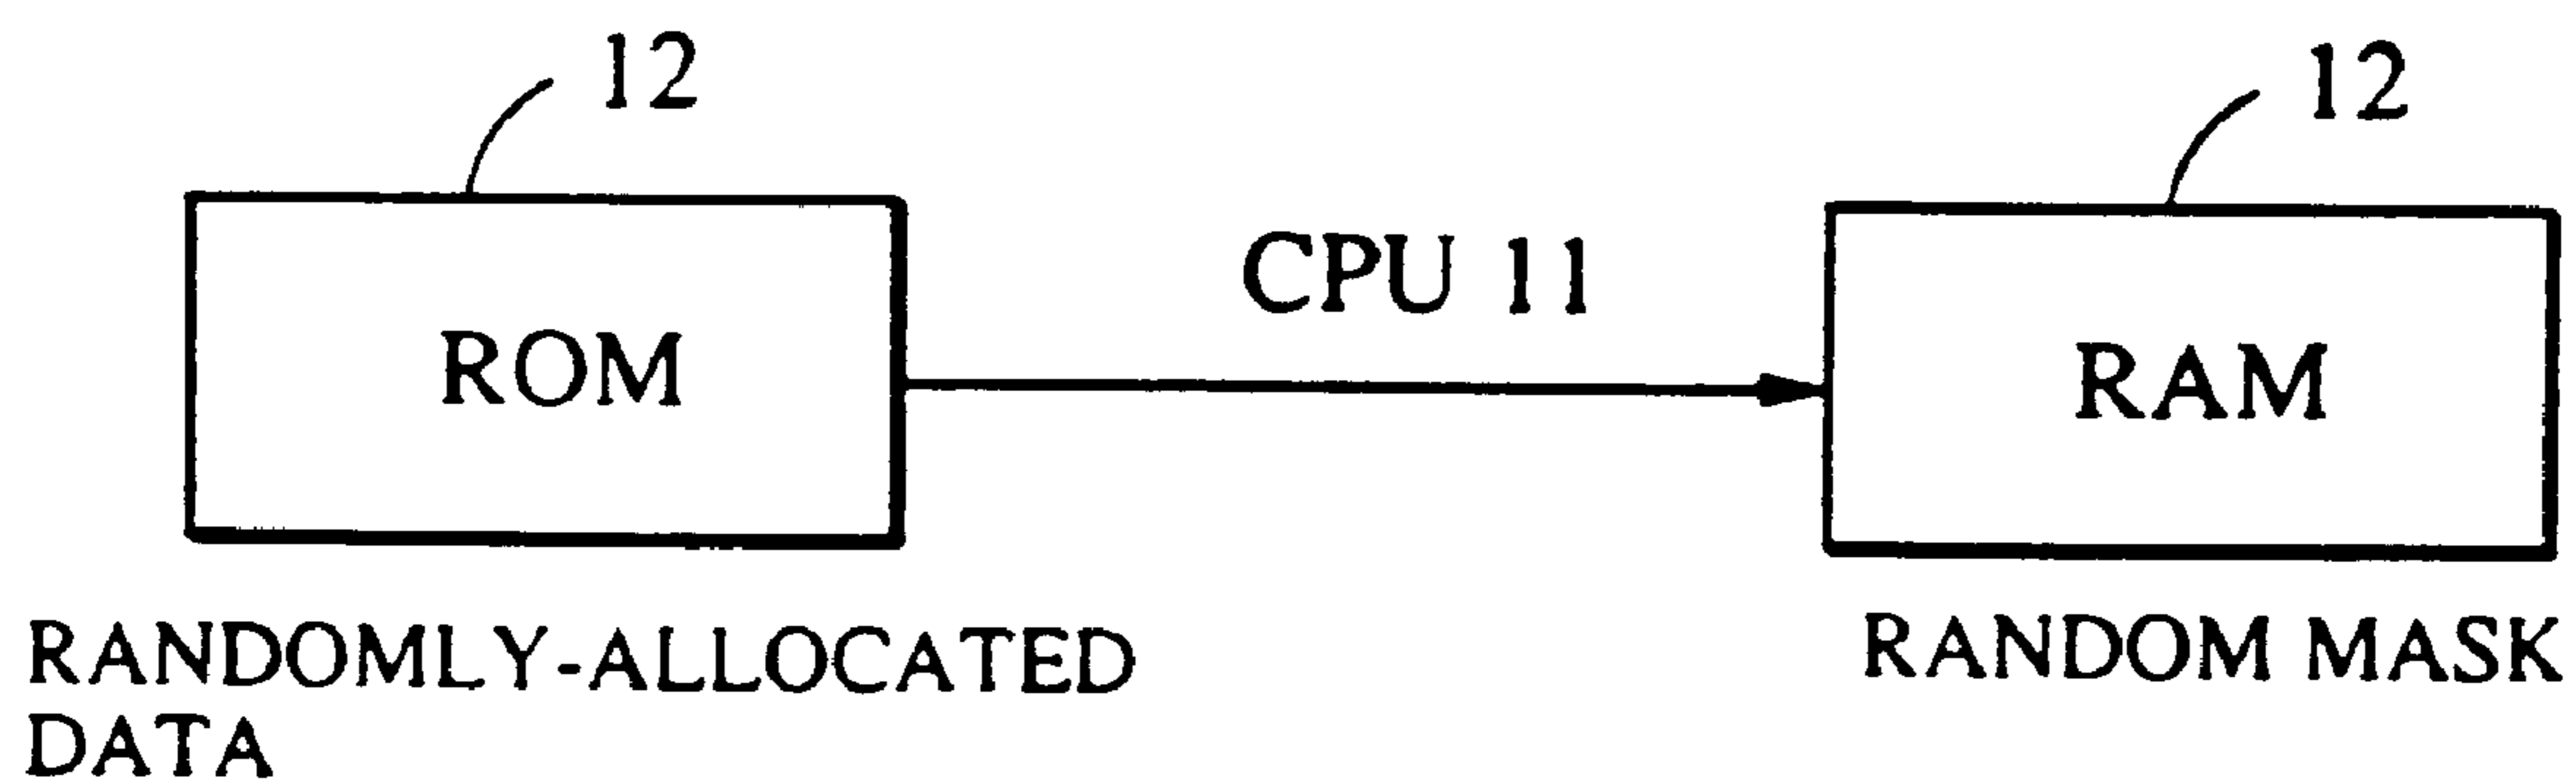 12
12
CPU 11
ROM
RAM
RANDOMLY-ALLOCATED
DATA
RANDOM MASK